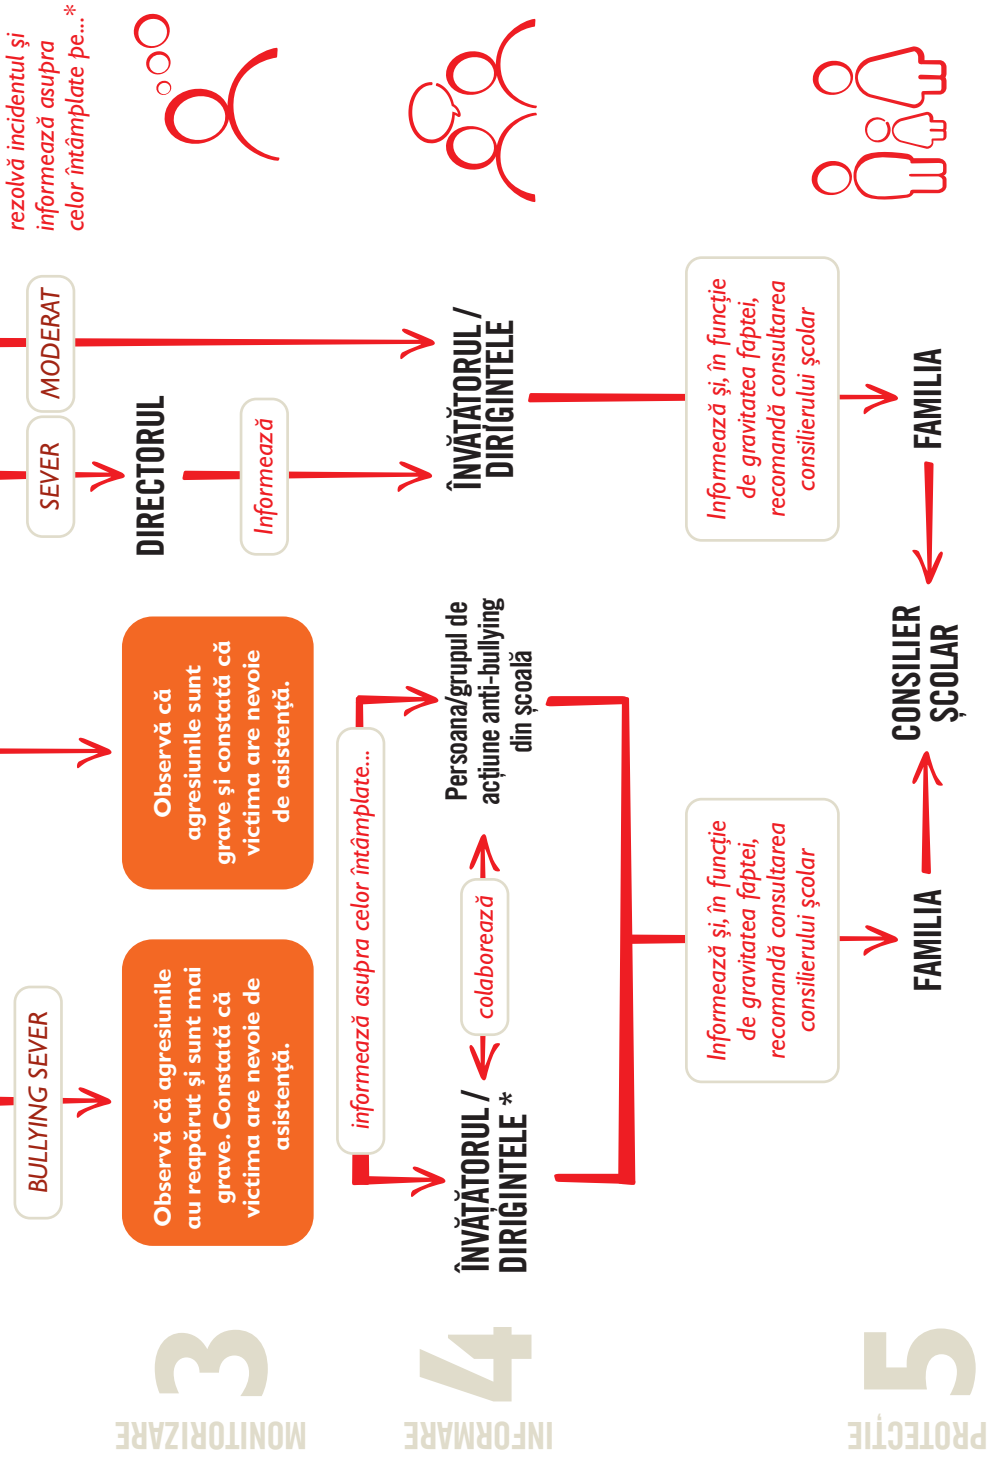 rezolvă incidentul și
informează asupra
celor întâmplate pe...*
BULLYING SEVER
SEVER
MODERAT
3
MONITORIZARE
Observă că agresiunile
au reapărut și sunt mai
grave. Constată că
victima are nevoie de
asistență.
Observă că
agresiunile sunt
grave și constată că
victima are nevoie
de asistență.
DIRECTORUL
Informează
informează asupra celor întâmplate...
4
INFORMARE
ÎNVĂȚĂTORUL /
DIRIGINTELE *
colaborează
Persoana/grupul de
acțiune anti-bullying
din școală
ÎNVĂȚĂTORUL /
DIRIGINTELE
Informează și, în funcție
de gravitatea faptei,
recomandă consultarea
consilierului școlar
Informează și, în funcție
de gravitatea faptei,
recomandă consultarea
consilierului școlar
5
PROTECȚIE
FAMILIA
CONSILIER
ȘCOLAR
FAMILIA